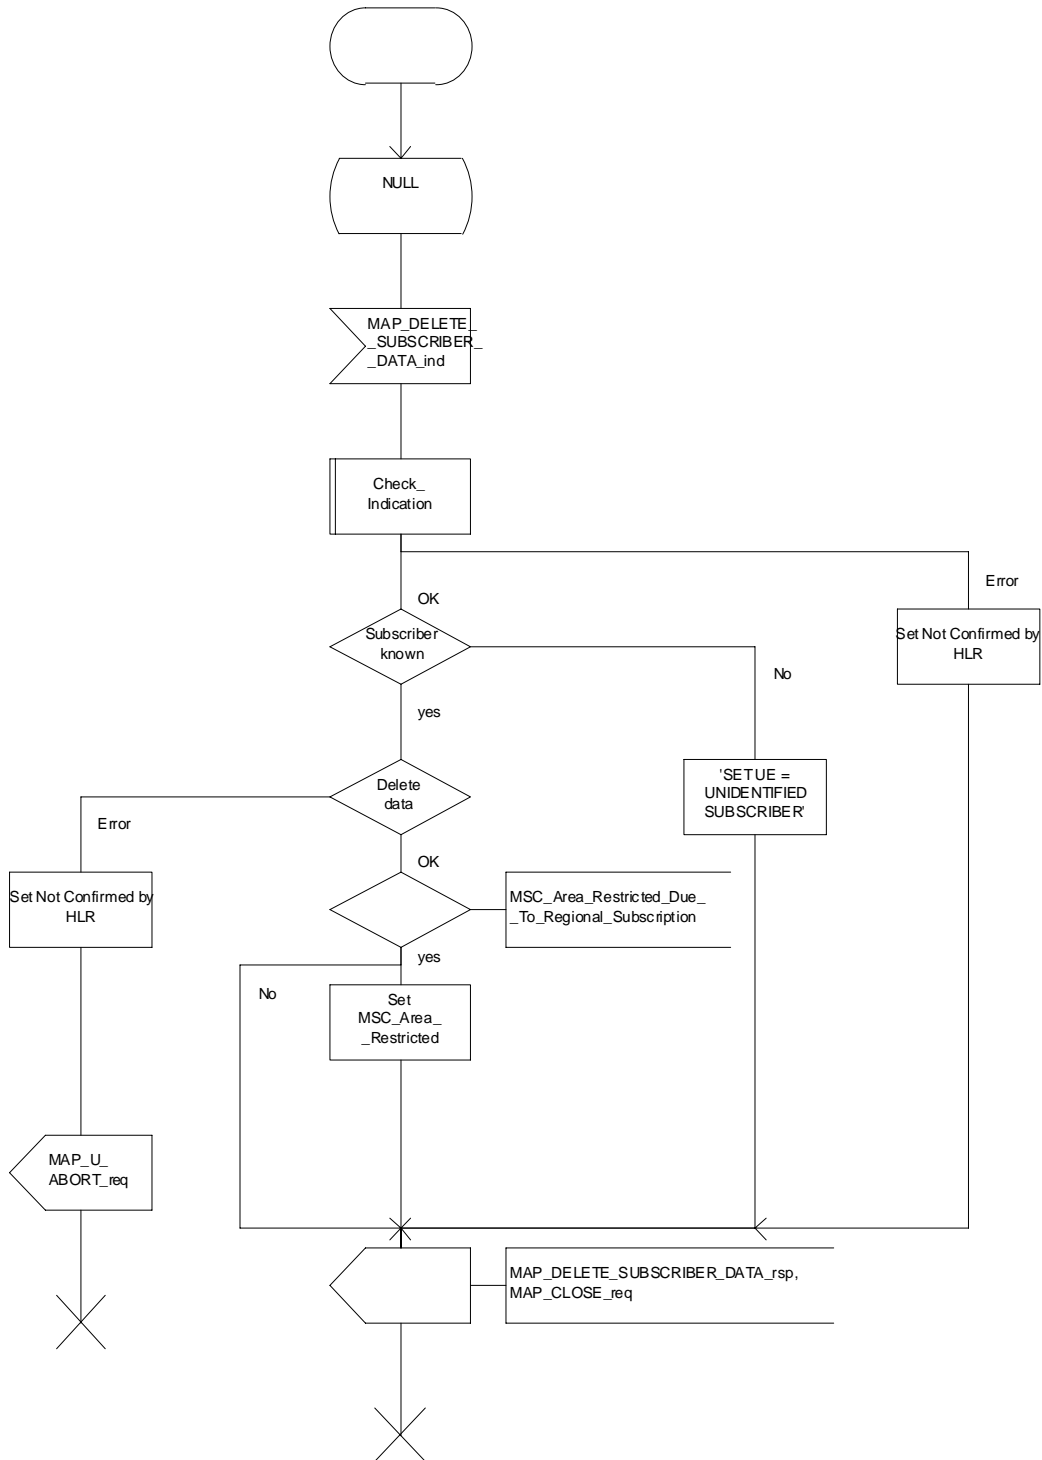 NULL
MAP_DELETE_
_SUBSCRIBER_
_DATA_ind
Check_
Indication
Error
OK
Subscriber
known
Set Not Confirmed by
HLR
No
yes
'SET UE =
UNIDENTIFIED
SUBSCRIBER'
Delete
data
Error
OK
Set Not Confirmed by
HLR
MSC_Area_Restricted_Due_
_To_Regional_Subscription
yes
No
Set
MSC_Area_
_Restricted
MAP_U_
ABORT_req
MAP_DELETE_SUBSCRIBER_DATA_rsp,
MAP_CLOSE_req